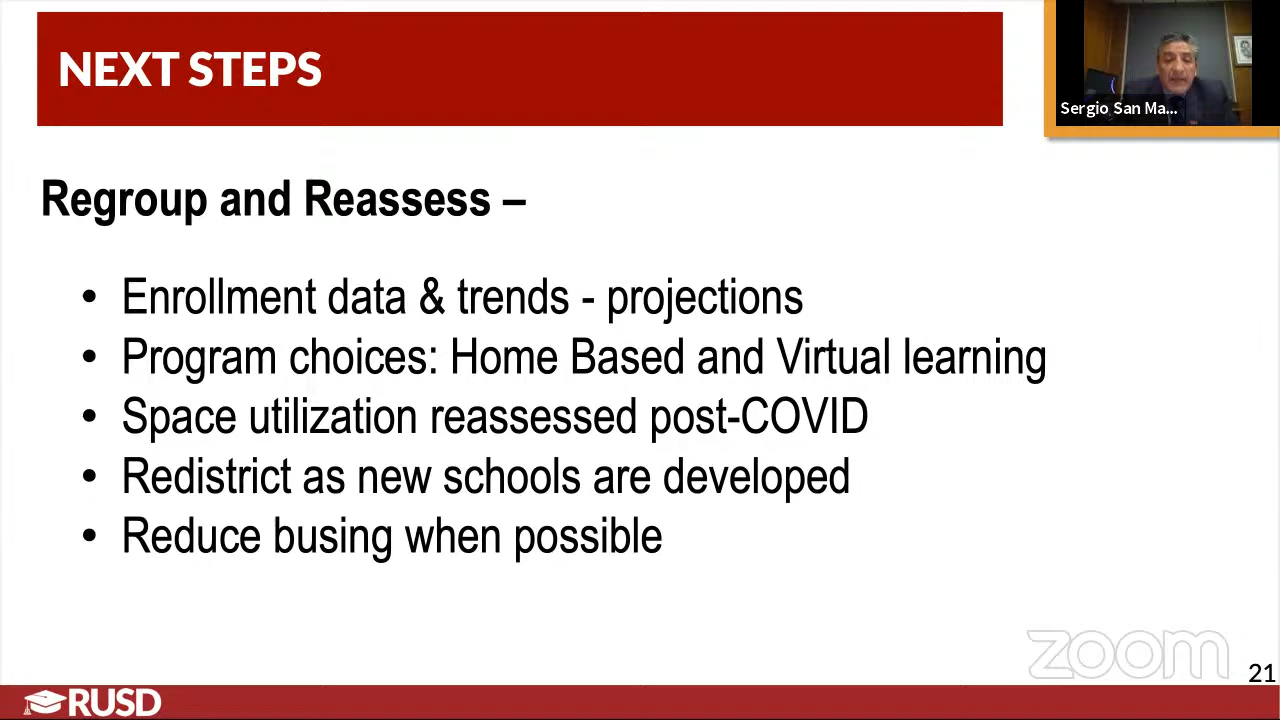 NEXT STEPS
Sergio San Ma...
Regroup and Reassess –
• Enrollment data & trends - projections
• Program choices: Home Based and Virtual learning
• Space utilization reassessed post-COVID
• Redistrict as new schools are developed
• Reduce busing when possible
zoom
21
RUSD